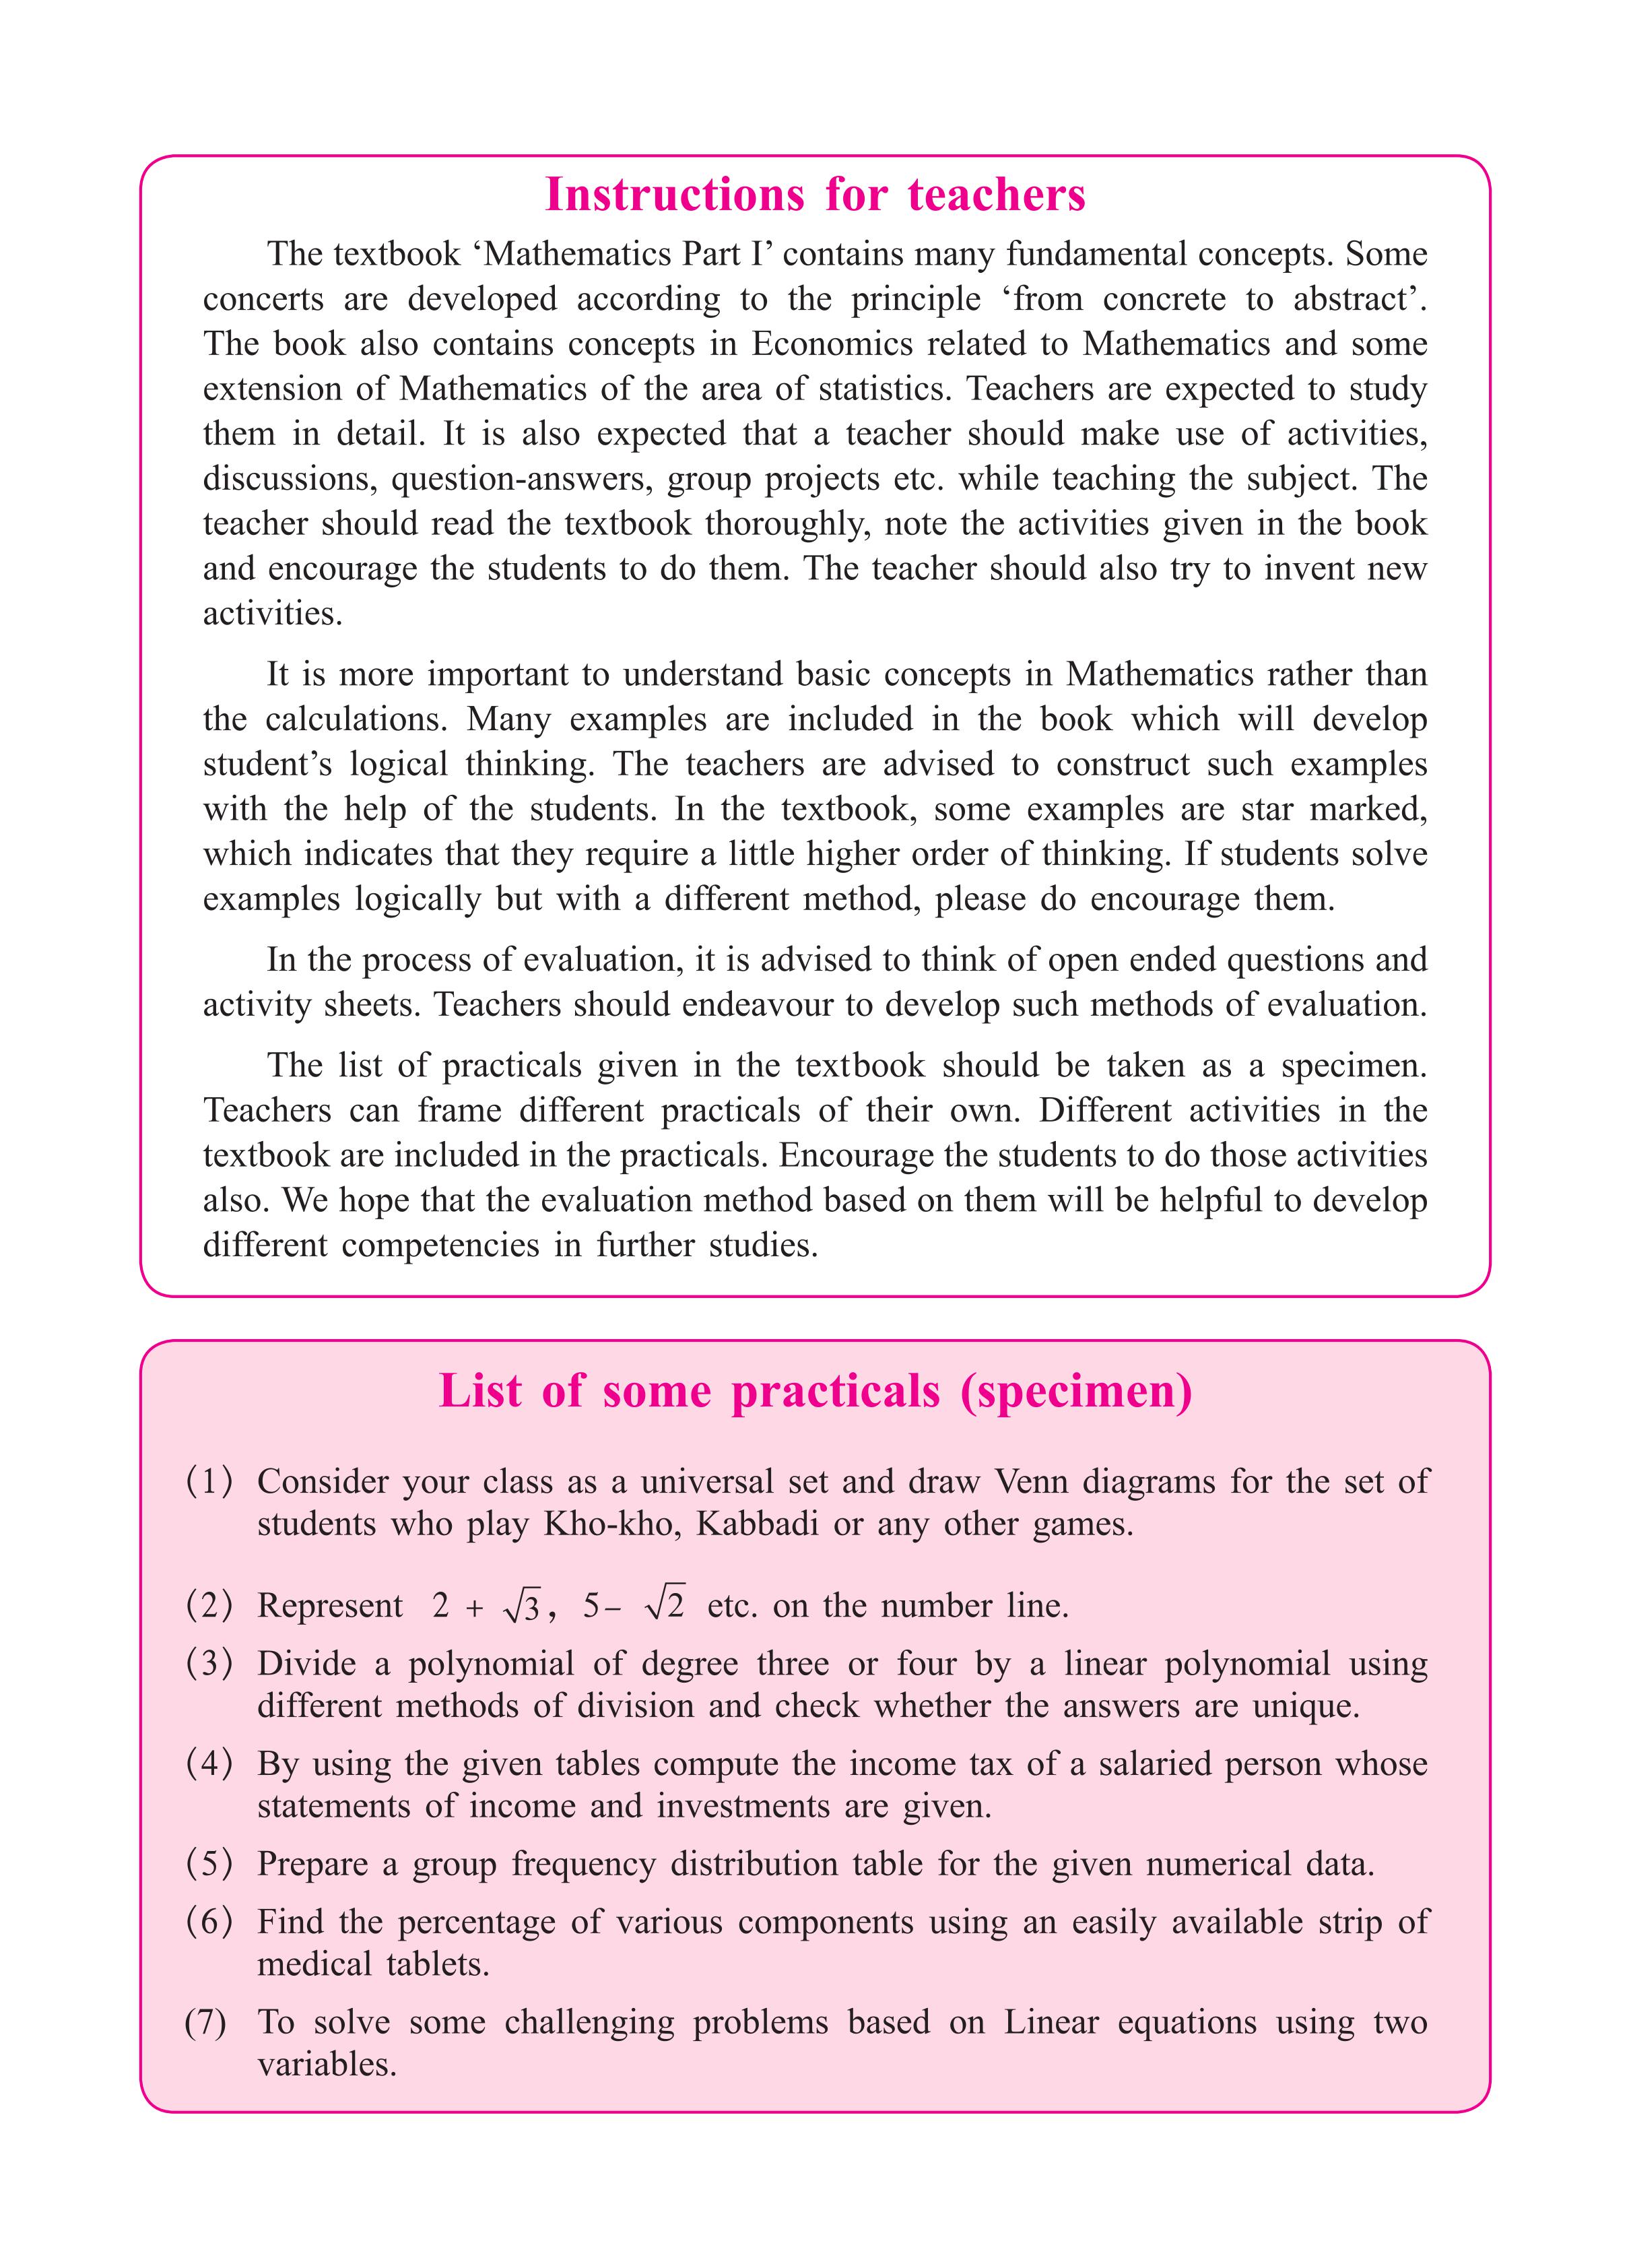 Instructions for teachers
The textbook ‘Mathematics Part I’ contains many fundamental concepts. Some
concerts are developed according to the principle ‘from concrete to abstract’.
The book also contains concepts in Economics related to Mathematics and some
extension of Mathematics of the area of statistics. Teachers are expected to study
them in detail. It is also expected that a teacher should make use of activities,
discussions, question-answers, group projects etc. while teaching the subject. The
teacher should read the textbook thoroughly, note the activities given in the book
and encourage the students to do them. The teacher should also try to invent new
activities.
It is more important to understand basic concepts in Mathematics rather than
the calculations. Many examples are included in the book which will develop
student’s logical thinking. The teachers are advised to construct such examples
with the help of the students. In the textbook, some examples are star marked,
which indicates that they require a little higher order of thinking. If students solve
examples logically but with a different method, please do encourage them.
In the process of evaluation, it is advised to think of open ended questions and
activity sheets. Teachers should endeavour to develop such methods of evaluation.
The list of practicals given in the textbook should be taken as a specimen.
Teachers can frame different practicals of their own. Different activities in the
textbook are included in the practicals. Encourage the students to do those activities
also. We hope that the evaluation method based on them will be helpful to develop
different competencies in further studies.
List of some practicals (specimen)
(1) Consider your class as a universal set and draw Venn diagrams for the set of
students who play Kho-kho, Kabbadi or any other games.
(2) Represent 2 + √3, 5– √2 etc. on the number line.
(3) Divide a polynomial of degree three or four by a linear polynomial using
different methods of division and check whether the answers are unique.
(4) By using the given tables compute the income tax of a salaried person whose
statements of income and investments are given.
(5) Prepare a group frequency distribution table for the given numerical data.
(6) Find the percentage of various components using an easily available strip of
medical tablets.
(7) To solve some challenging problems based on Linear equations using two
variables.